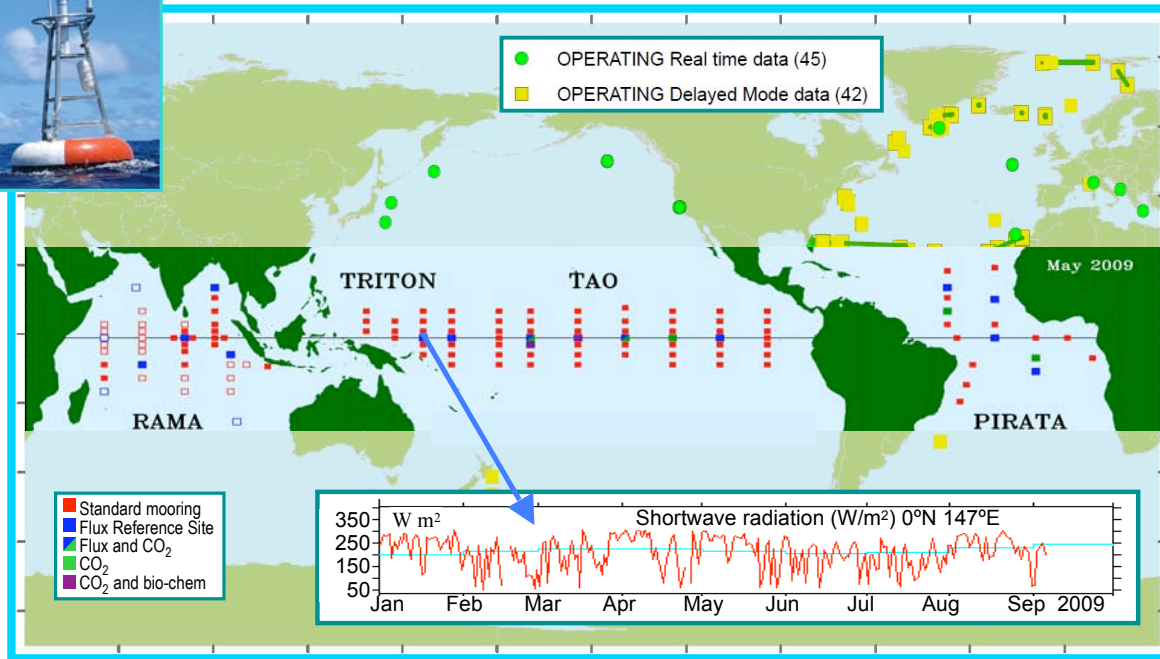 OPERATING Real time data (45)
OPERATING Delayed Mode data (42)
May 2009
TRITON TAO
RAMA PIRATA
Standard mooring
Flux Reference Site
Flux and CO2
CO2
CO2 and bio-chem
W m²
Shortwave radiation (W/m²) 0ºN 147ºE
350
250
150
50
Jan Feb Mar Apr May Jun Jul Aug Sep 2009